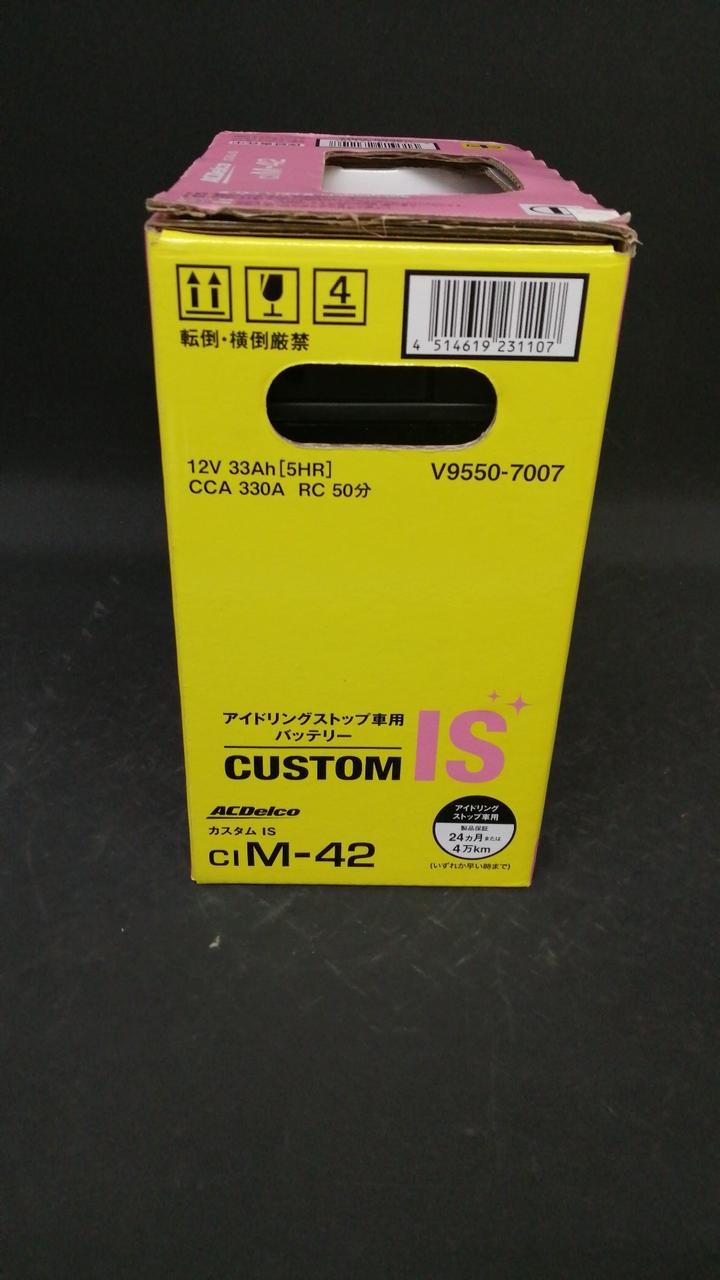 ACDelco
M-42
4
転倒・横倒厳禁
4 514619 231107
12V 33Ah[5HR]
CCA 330A RC 50分
V9550-7007
アイドリングストップ車用
バッテリー
CUSTOM IS
ACDelco
カスタム IS
CI M-42
アイドリング
ストップ車用
製品保証
24ヵ月または
4万km
(いずれか早い時まで)